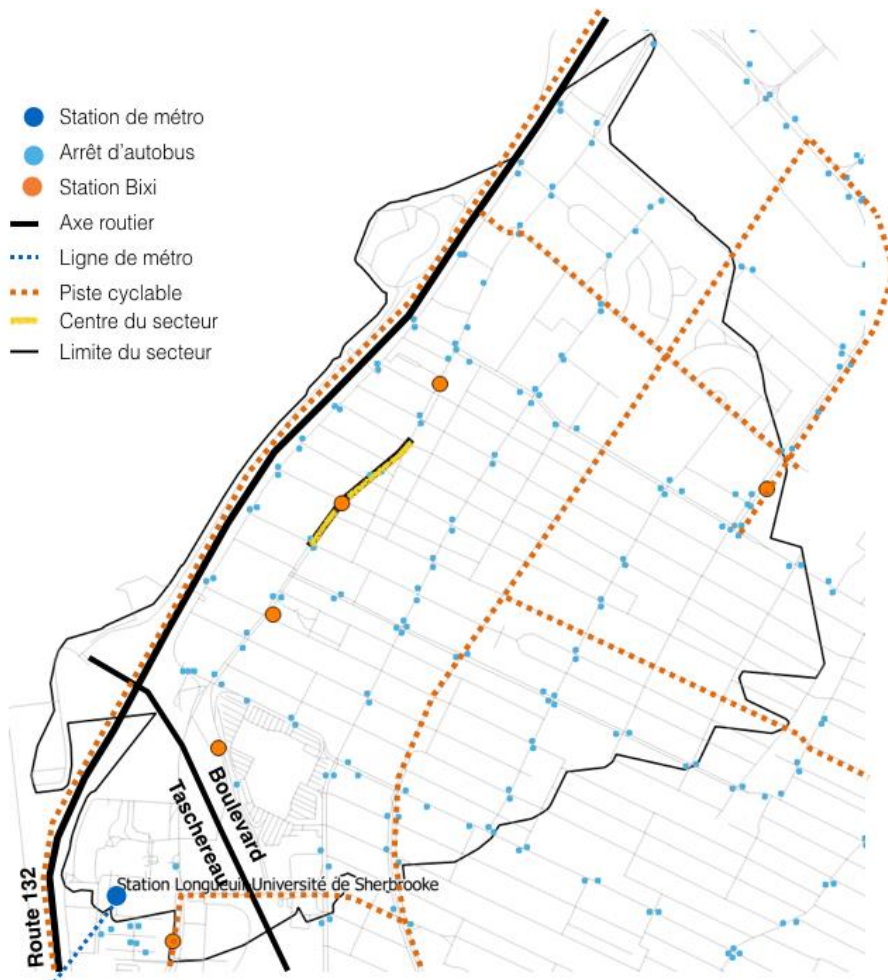 Station de métro
Arrêt d'autobus
Station Bixi
Axe routier
Ligne de métro
Piste cyclable
Centre du secteur
Limite du secteur
Boulevard
Taschereau
Station Longueuil Université de Sherbrooke
Route 132